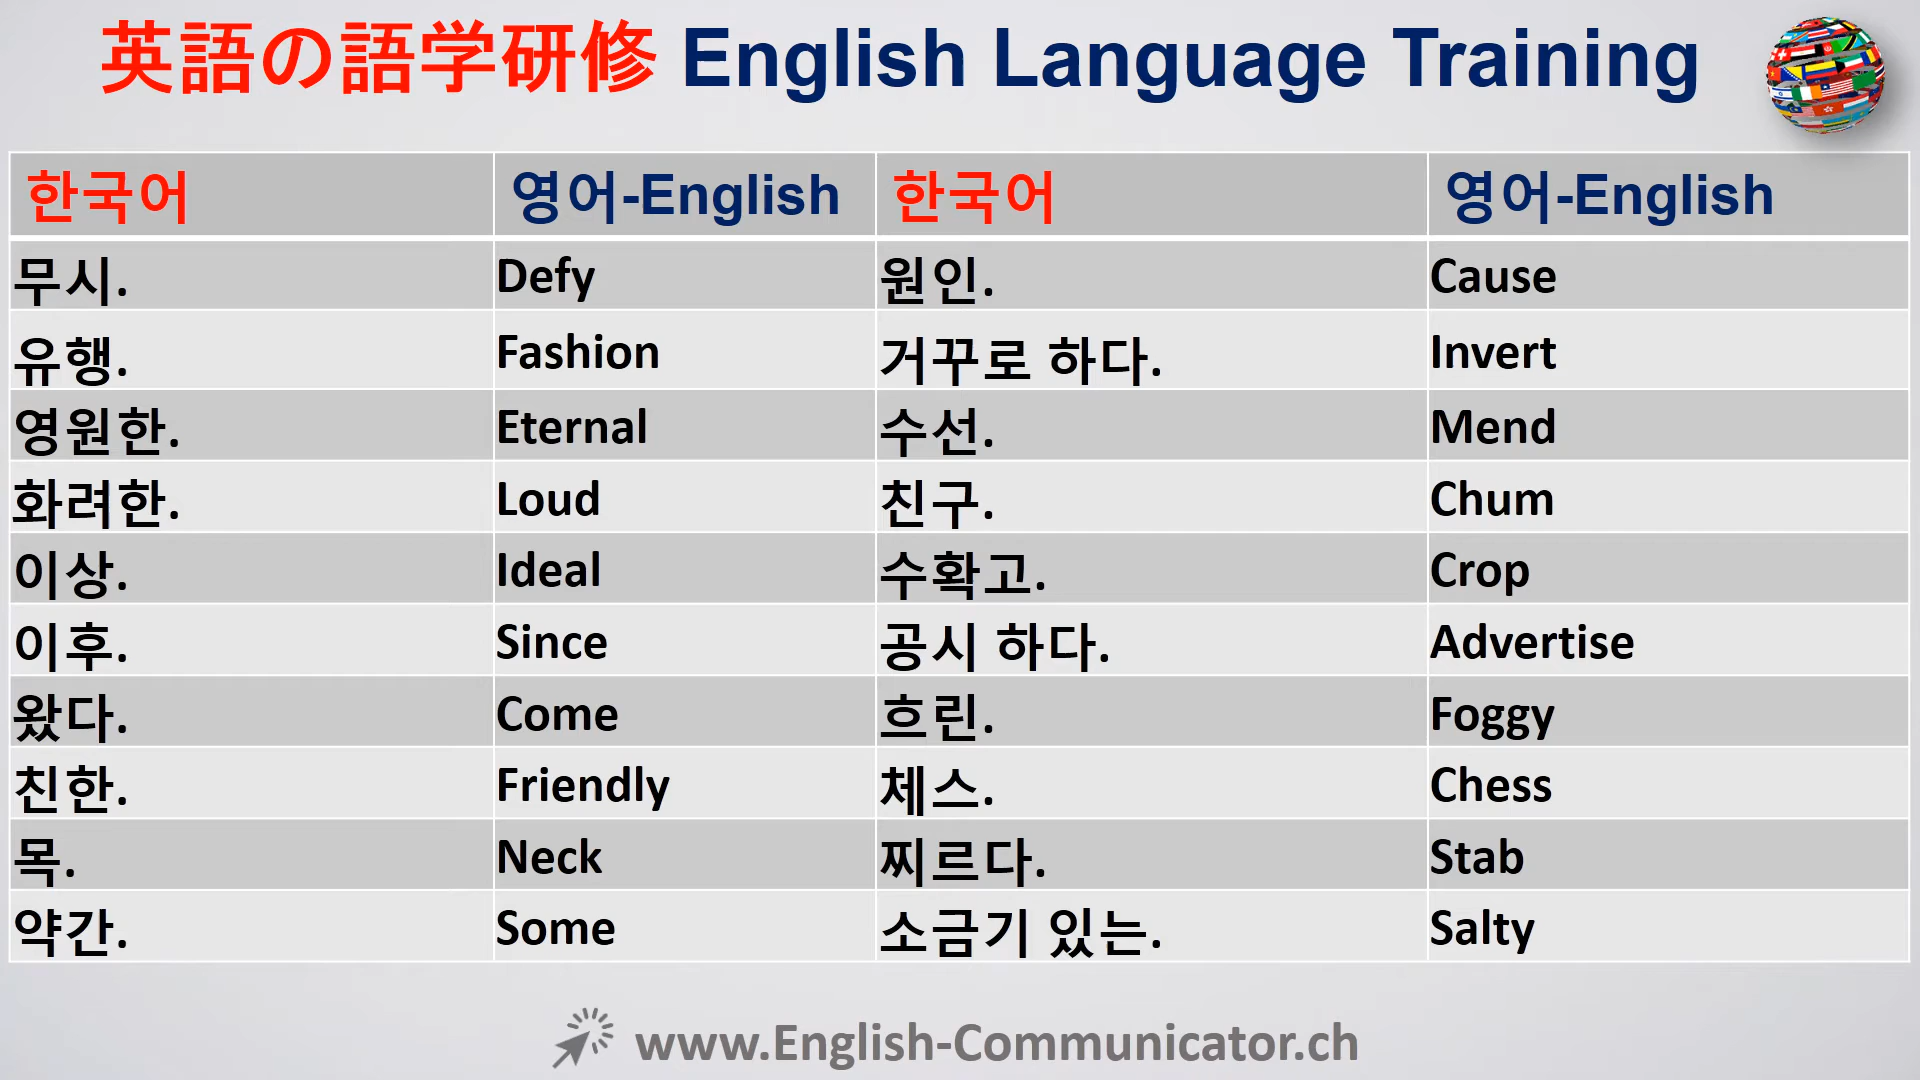 英語の語学研修 English Language Training
한국어 영어-English 한국어 영어-English
무시. Defy 원인. Cause
유행. Fashion 거꾸로 하다. Invert
영원한. Eternal 수선. Mend
화려한. Loud 친구. Chum
이상. Ideal 수확고. Crop
이후. Since 공시 하다. Advertise
왔다. Come 흐린. Foggy
친한. Friendly 체스. Chess
목. Neck 찌르다. Stab
약간. Some 소금기 있는. Salty
www.English-Communicator.ch